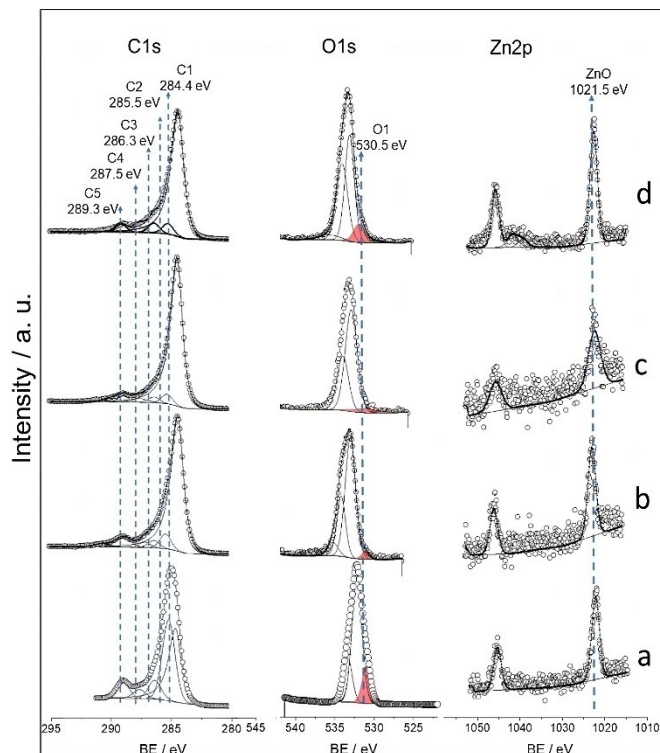 C1s
O1s
Zn2p
C1
284.4 eV
C2
285.5 eV
C3
286.3 eV
C4
287.5 eV
C5
289.3 eV
O1
530.5 eV
ZnO
1021.5 eV
d
c
b
a
Intensity / a. u.
295 290 285 280 545
540 535 530 525
1050 1040 1030 1020 1010
BE / eV
BE / eV
BE / eV